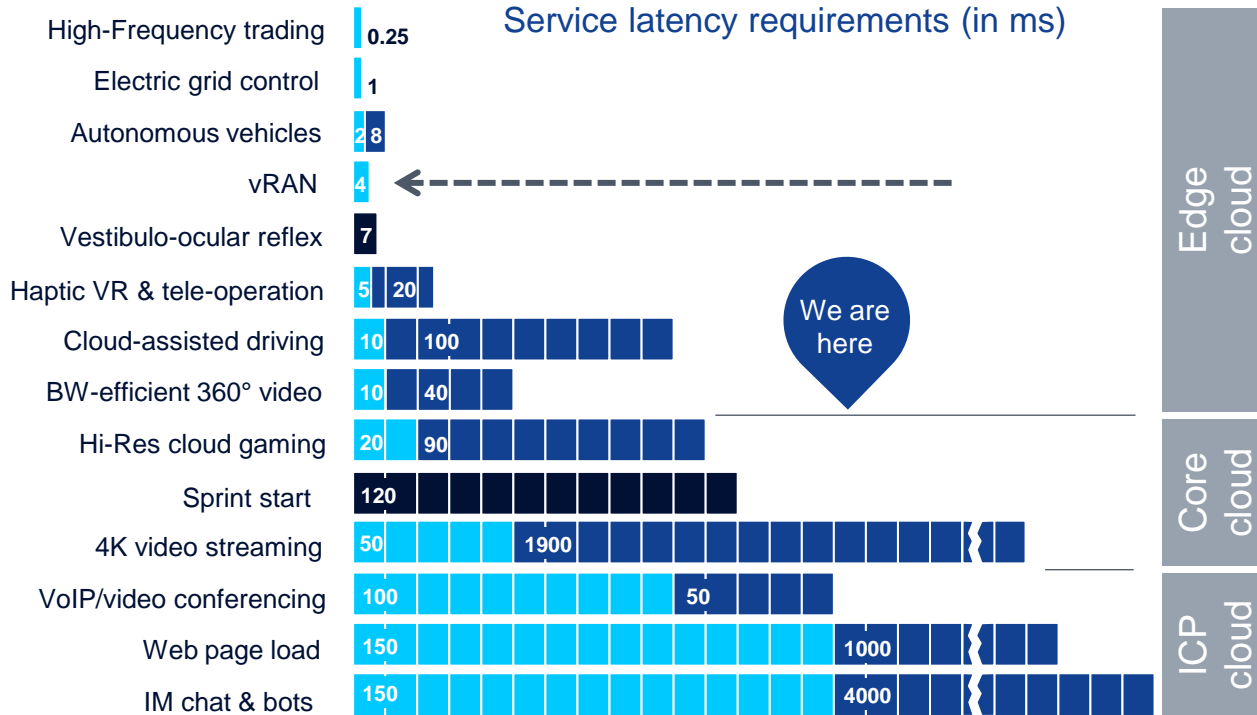 Service latency requirements (in ms)
High-Frequency trading 0.25
Electric grid control 1
Autonomous vehicles 2 8
vRAN 4
Vestibulo-ocular reflex 7
Haptic VR & tele-operation 5 20
Cloud-assisted driving 10 100
BW-efficient 360° video 10 40
We are
here
Edge
cloud
Hi-Res cloud gaming 20 90
Sprint start 120
4K video streaming 50 1900
Core
cloud
VoIP/video conferencing 100 50
Web page load 150 1000
IM chat & bots 150 4000
ICP
cloud